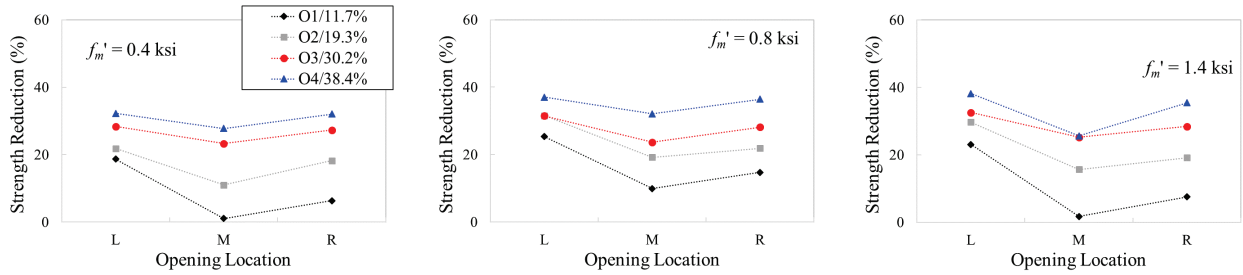 60
40
20
0
Strength Reduction (%)
fm' = 0.4 ksi
O1/11.7%
O2/19.3%
O3/30.2%
O4/38.4%
L M R
Opening Location
60
40
20
0
Strength Reduction (%)
fm' = 0.8 ksi
L M R
Opening Location
60
40
20
0
Strength Reduction (%)
fm' = 1.4 ksi
L M R
Opening Location